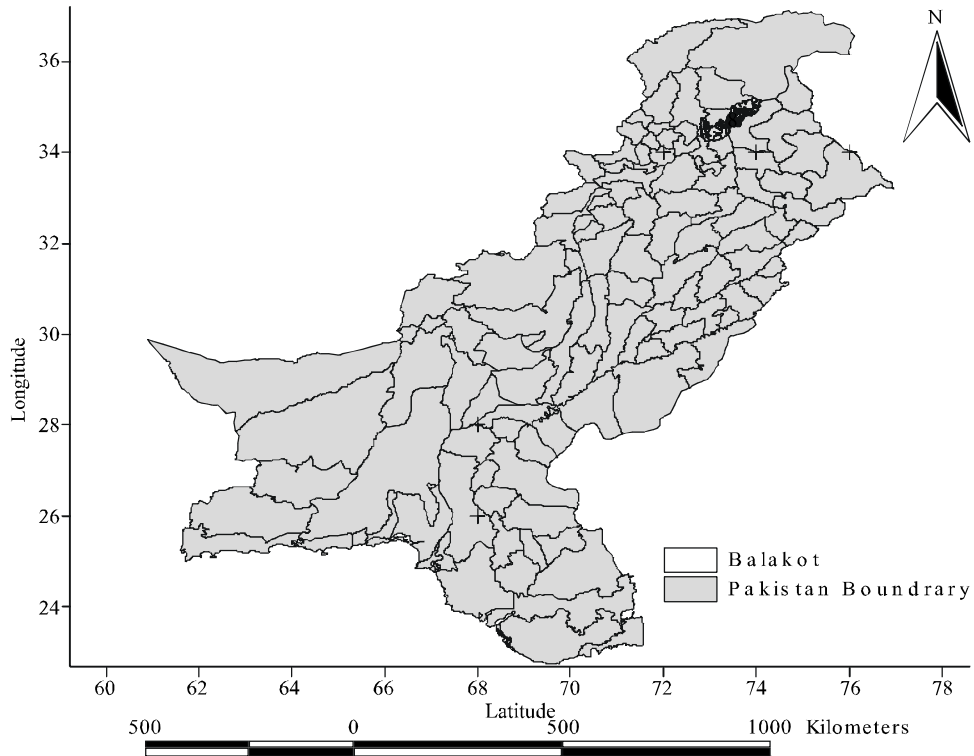 N
36
34
32
30
28
26
24
Longitude
Balakot
Pakistan Boundrary
60 62 64 66 68 70 72 74 76 78
Latitude
500 0 500 1000 Kilometers